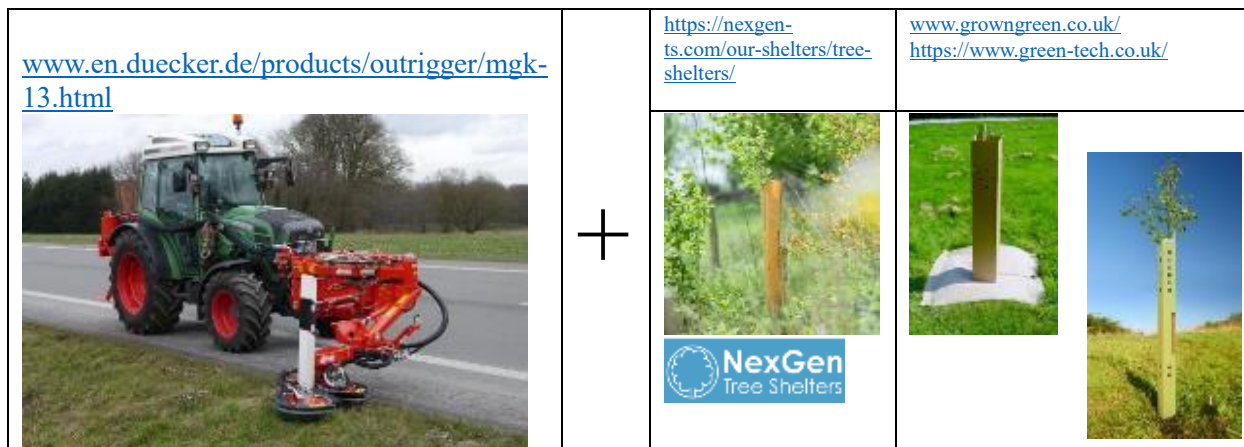 www.en.duecker.de/products/outrigger/mgk-
13.html
+
https://nexgen-
ts.com/our-shelters/tree-
shelters/
www.growngreen.co.uk/
https://www.green-tech.co.uk/
NexGen
Tree Shelters